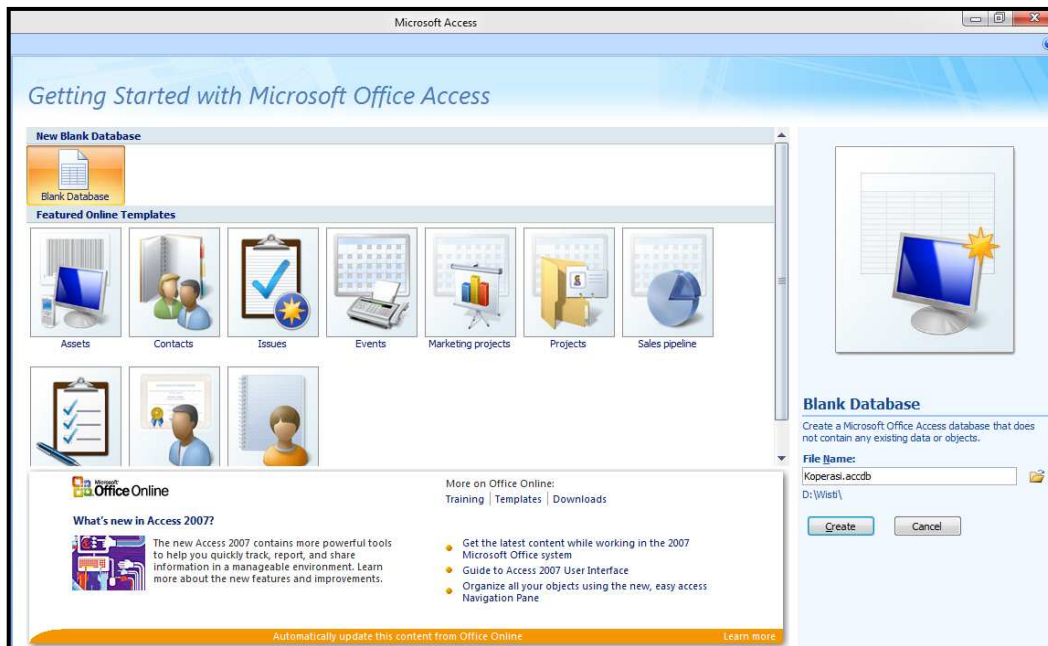 Microsoft Access
Getting Started with Microsoft Office Access
New Blank Database
Blank Database
Featured Online Templates
Assets
Contacts
Issues
Events
Marketing projects
Projects
Sales pipeline
Microsoft
Office Online
What's new in Access 2007?
The new Access 2007 contains more powerful tools
to help you quickly track, report, and share
information in a manageable environment. Learn
more about the new features and improvements.
More on Office Online:
Training | Templates | Downloads
Get the latest content while working in the 2007
Microsoft Office system
Guide to Access 2007 User Interface
Organize all your objects using the new, easy access
Navigation Pane
Automatically update this content from Office Online
Learn more
Blank Database
Create a Microsoft Office Access database that does
not contain any existing data or objects.
File Name:
Koperasi.accdb
D:\Wisti\
Create
Cancel